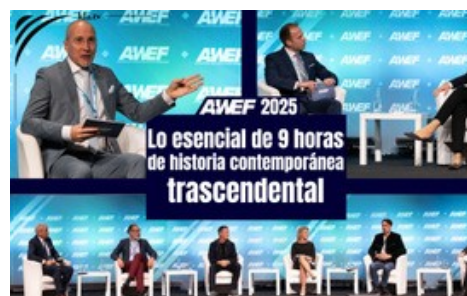 AWEF 2025
Lo esencial de 9 horas
de historia contemporánea
trascendental